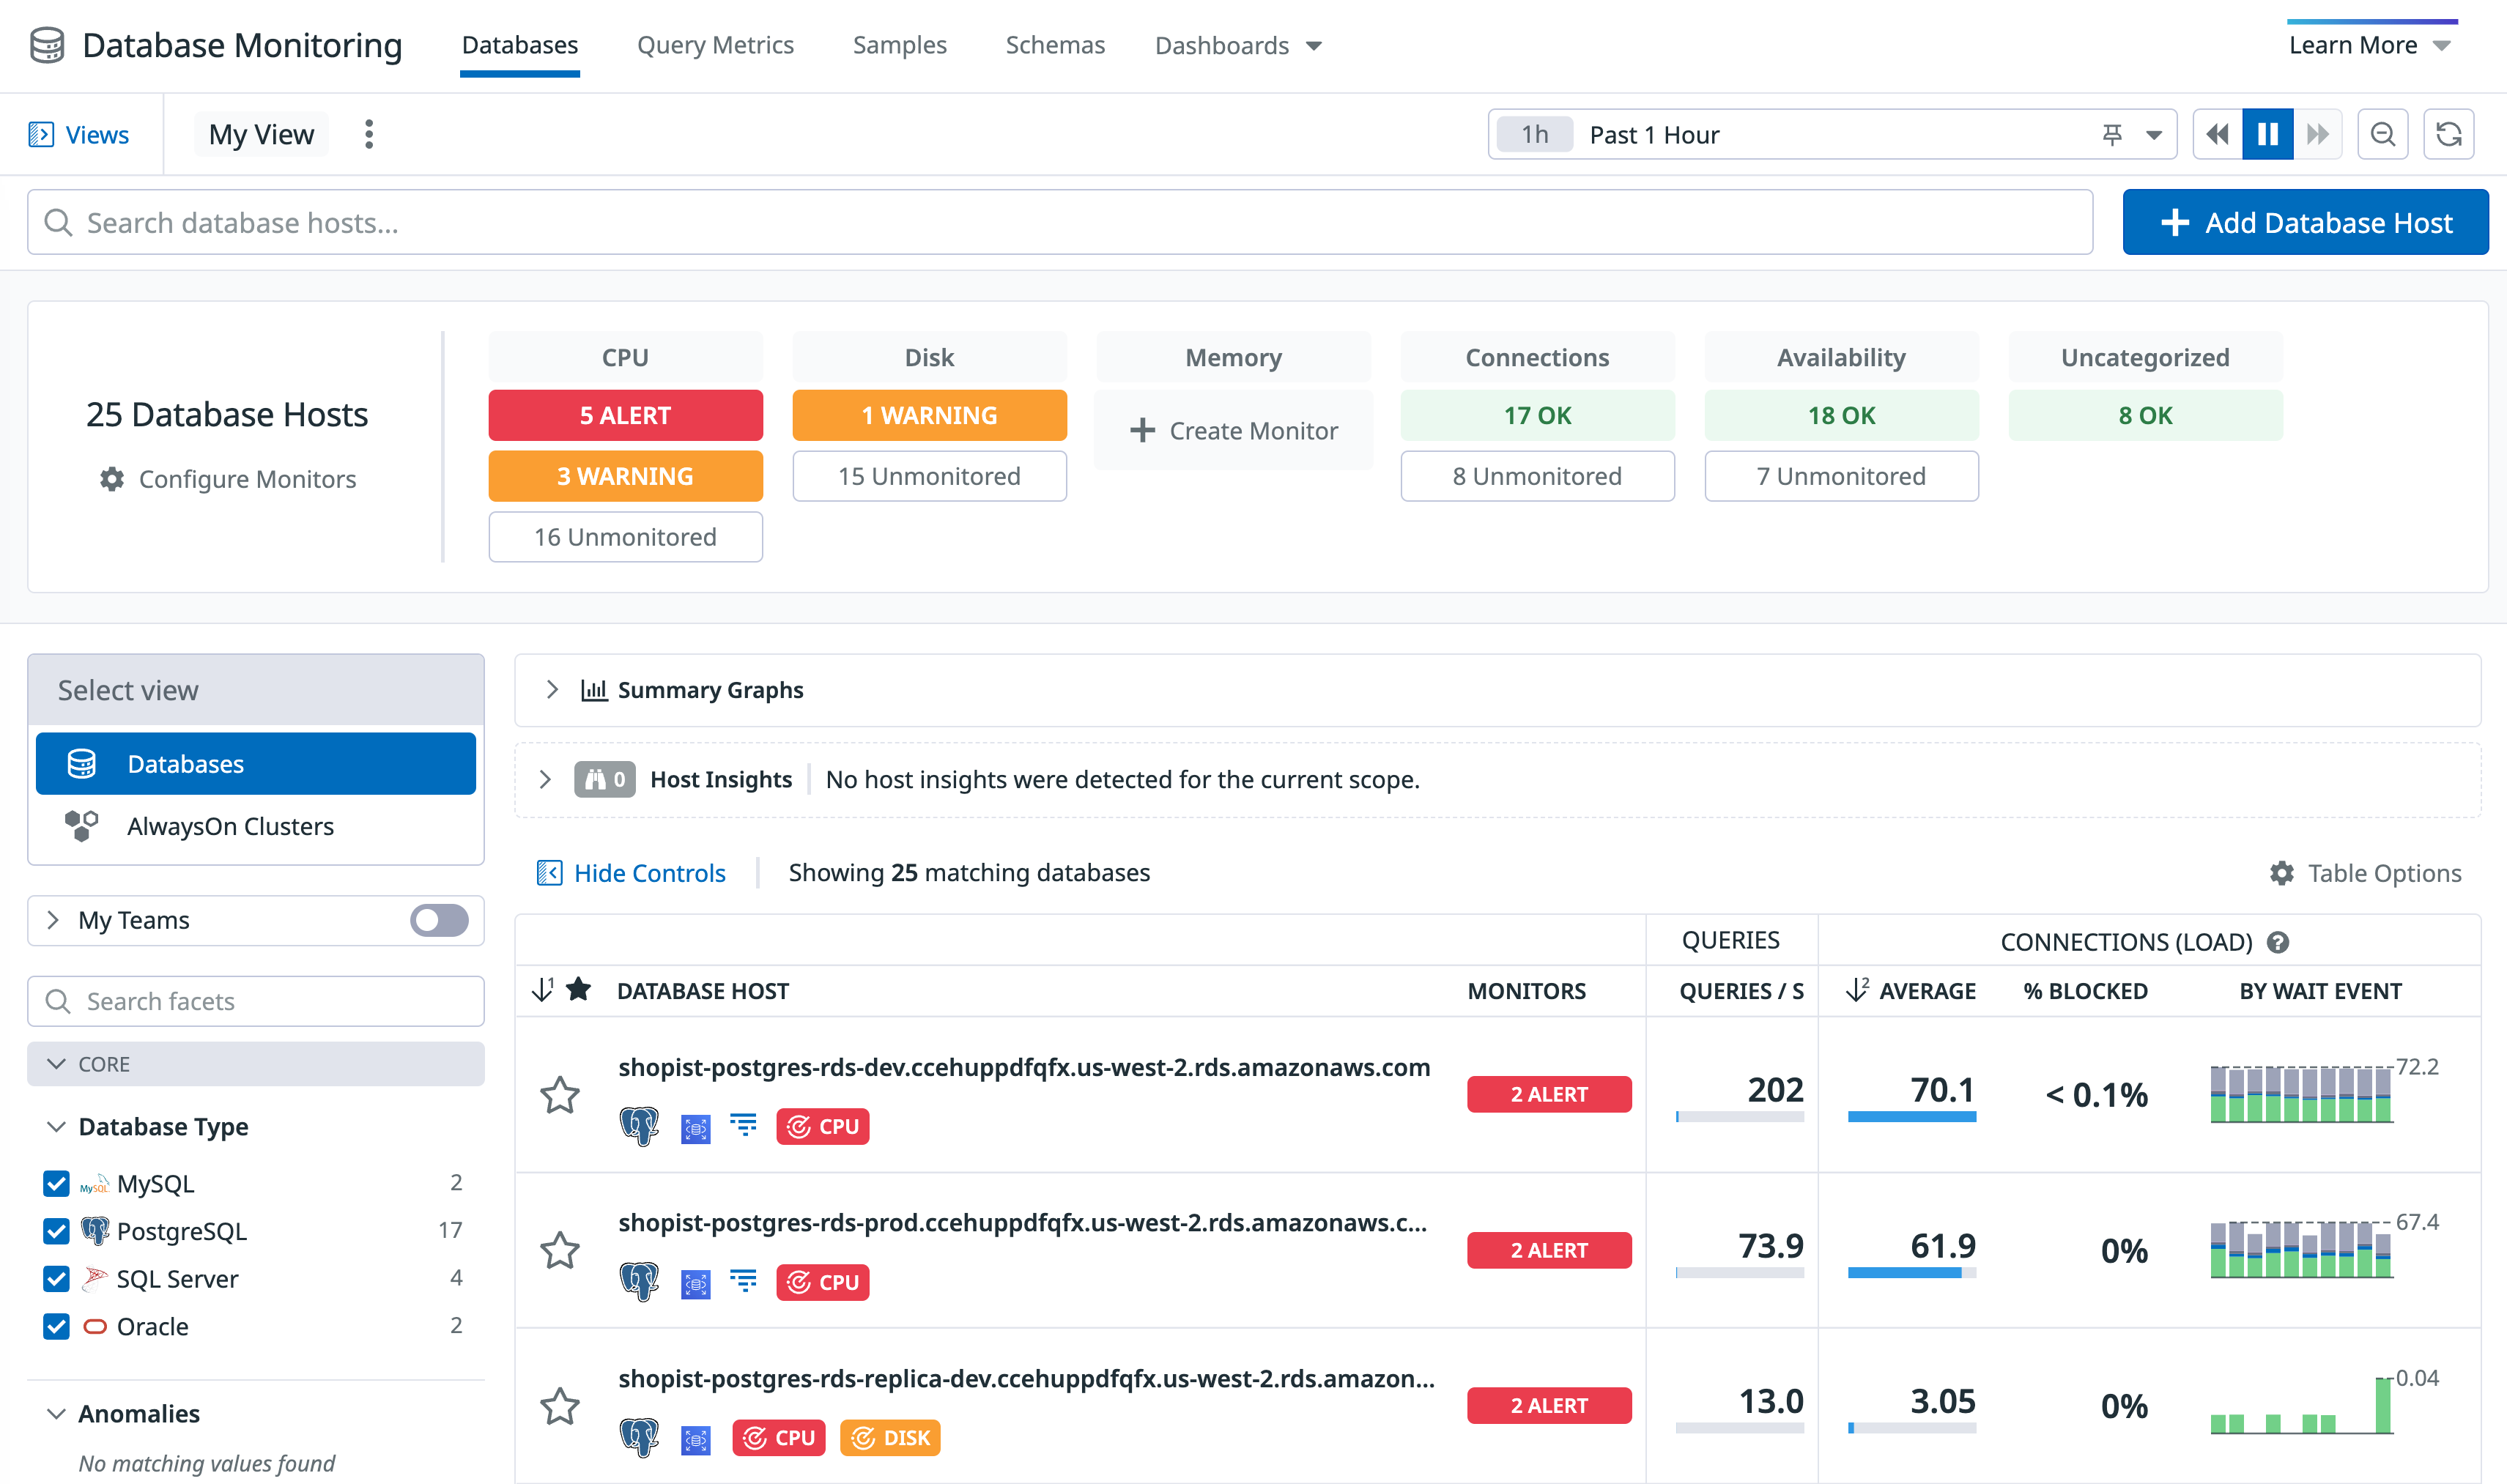 Database Monitoring
Databases
Query Metrics
Samples
Schemas
Dashboards
Learn More
Views
My View
1h
Past 1 Hour
Search database hosts...
Add Database Host
25 Database Hosts
Configure Monitors
CPU
5 ALERT
3 WARNING
16 Unmonitored
Disk
1 WARNING
15 Unmonitored
Memory
Create Monitor
Connections
17 OK
8 Unmonitored
Availability
18 OK
7 Unmonitored
Uncategorized
8 OK
Select view
Databases
AlwaysOn Clusters
My Teams
Search facets
CORE
Database Type
MySQL MySQL 2
PostgreSQL 17
SQL Server 4
Oracle 2
Anomalies
No matching values found
Summary Graphs
0 Host Insights No host insights were detected for the current scope.
Hide Controls
Showing 25 matching databases
Table Options
QUERIES
CONNECTIONS (LOAD) ?
1 DATABASE HOST MONITORS QUERIES / S 2 AVERAGE % BLOCKED BY WAIT EVENT
shopist-postgres-rds-dev.ccehuppdfqfx.us-west-2.rds.amazonaws.com
CPU
2 ALERT
202
70.1
< 0.1%
72.2
shopist-postgres-rds-prod.ccehuppdfqfx.us-west-2.rds.amazonaws.c...
CPU
2 ALERT
73.9
61.9
0%
67.4
shopist-postgres-rds-replica-dev.ccehuppdfqfx.us-west-2.rds.amazon...
CPU
DISK
2 ALERT
13.0
3.05
0%
0.04